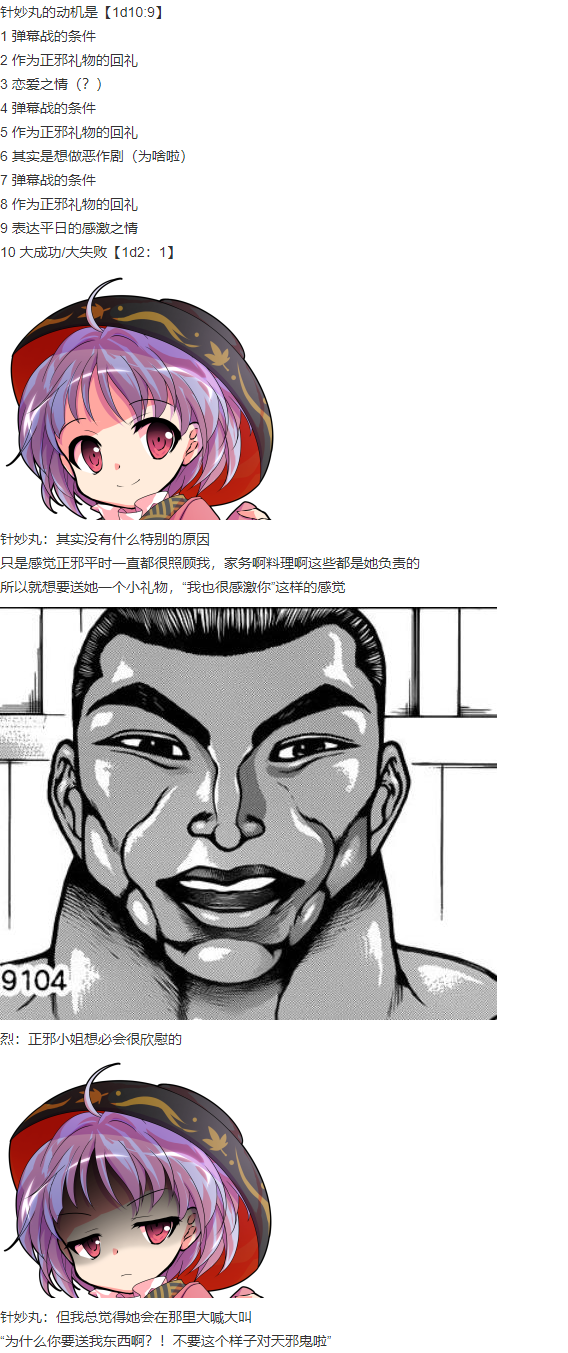 针妙丸的动机是【1d10:9】
1 弹幕战的条件
2 作为正邪礼物的回礼
3 恋爱之情（？）
4 弹幕战的条件
5 作为正邪礼物的回礼
6 其实是想做恶作剧（为啥啦）
7 弹幕战的条件
8 作为正邪礼物的回礼
9 表达平日的感激之情
10 大成功/大失败【1d2：1】
针妙丸：其实没有什么特别的原因
只是感觉正邪平时一直都很照顾我，家务啊料理啊这些都是她负责的
所以就想要送她一个小礼物，“我也很感激你”这样的感觉
9104
烈：正邪小姐想必会很欣慰的
针妙丸：但我总觉得她会在那里大喊大叫
“为什么你要送我东西啊？！不要这个样子对天邪鬼啦”